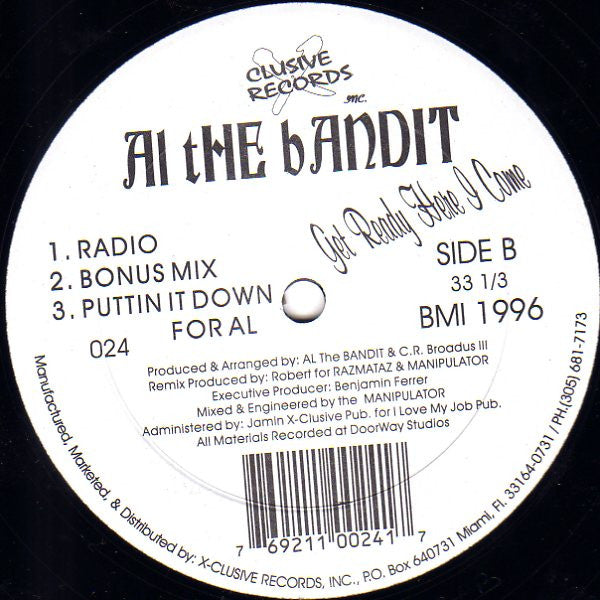 CLUSIVE
RECORDS
INC.
Al tHE bANDIT
Get Ready Here I Come
1. RADIO
2. BONUS MIX
3. PUTTIN IT DOWN
FOR AL
024
SIDE B
33 1/3
BMI 1996
Produced & Arranged by: AL The BANDIT & C.R. Broadus III
Remix Produced by: Robert for RAZMATAZ & MANIPULATOR
Executive Producer: Benjamin Ferrer
Mixed & Engineered by the MANIPULATOR
Administered by: Jamin X-Clusive Pub. for I Love My Job Pub.
All Materials Recorded at DoorWay Studios
7 69211 00241 7
Manufactured, Marketed, & Distributed by: X-CLUSIVE RECORDS, INC., P.O. Box 640731 Miami, Fl. 33164-0731 / PH.(305) 681-7173